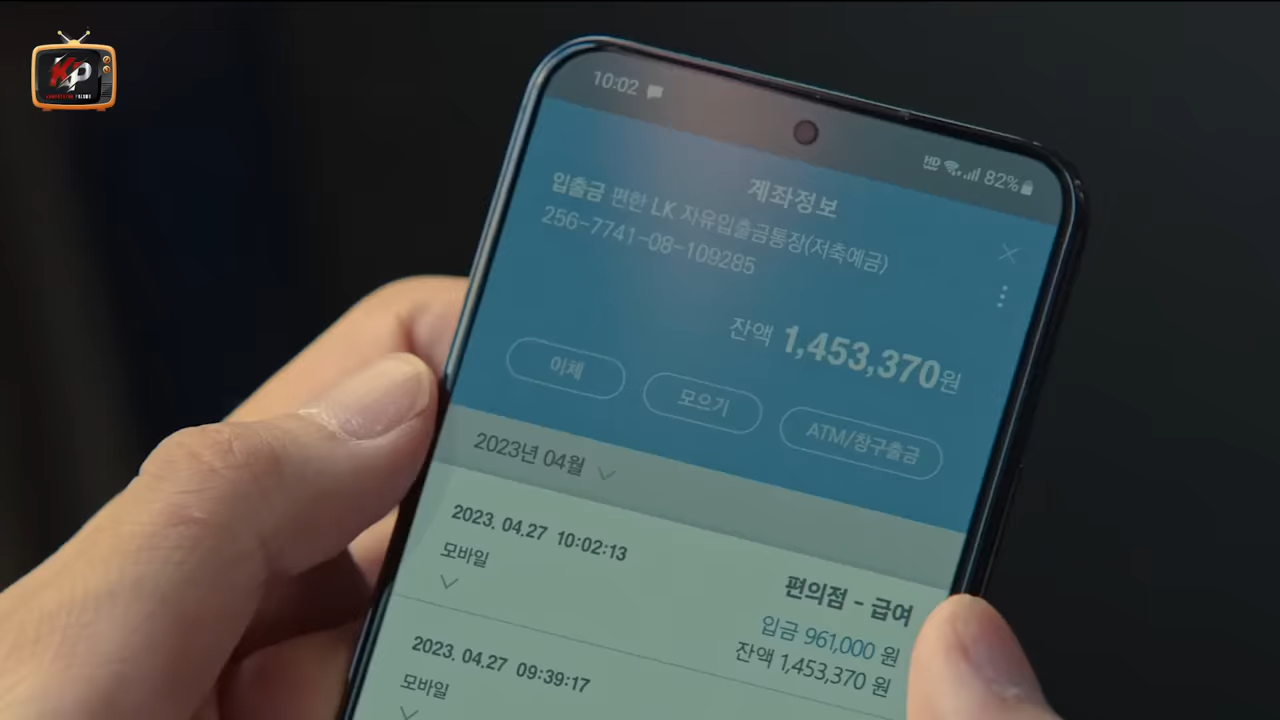 KP
10:02
HD 82%
계좌정보
입출금 편한 LK 자유입출금통장(저축예금)
256-7741-08-109285
잔액 1,453,370원
이체
모으기
ATM/창구출금
2023년 04월
2023. 04.27 10:02:13
모바일
편의점 - 급여
입금 961,000 원
잔액 1,453,370 원
2023. 04.27 09:39:17
모바일